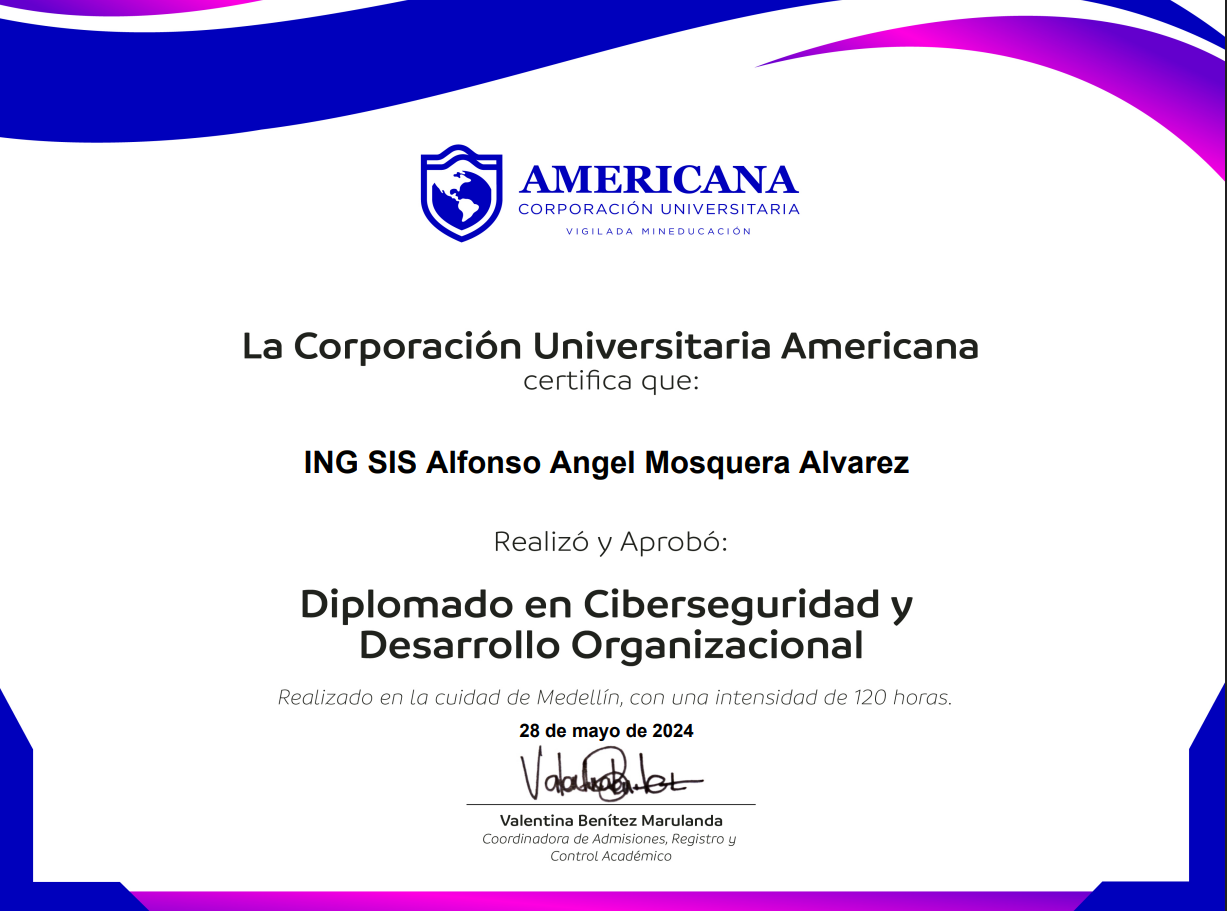 AMERICANA
CORPORACIÓN UNIVERSITARIA
VIGILADA MINEDUCACIÓN
La Corporación Universitaria Americana
certifica que:
ING SIS Alfonso Angel Mosquera Alvarez
Realizó y Aprobó:
Diplomado en Ciberseguridad y
Desarrollo Organizacional
Realizado en la cuidad de Medellín, con una intensidad de 120 horas.
28 de mayo de 2024
Valentina Benítez Marulanda
Coordinadora de Admisiones, Registro y
Control Académico